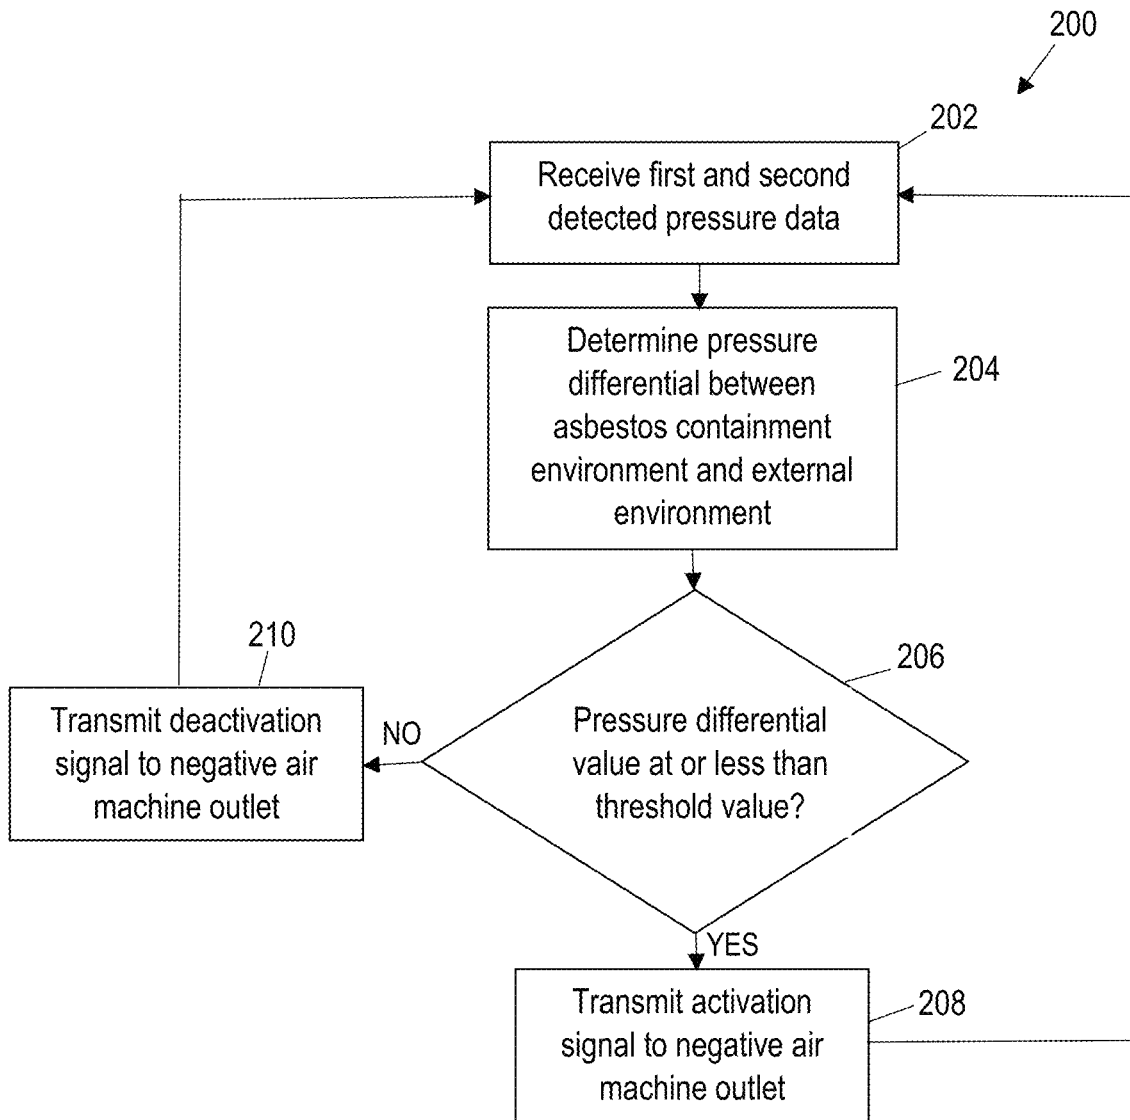 200
202
Receive first and second
detected pressure data
Determine pressure
differential between
asbestos containment
environment and external
environment
204
210
206
Transmit deactivation
signal to negative air
machine outlet
NO
Pressure differential
value at or less than
threshold value?
YES
Transmit activation
signal to negative air
machine outlet
208